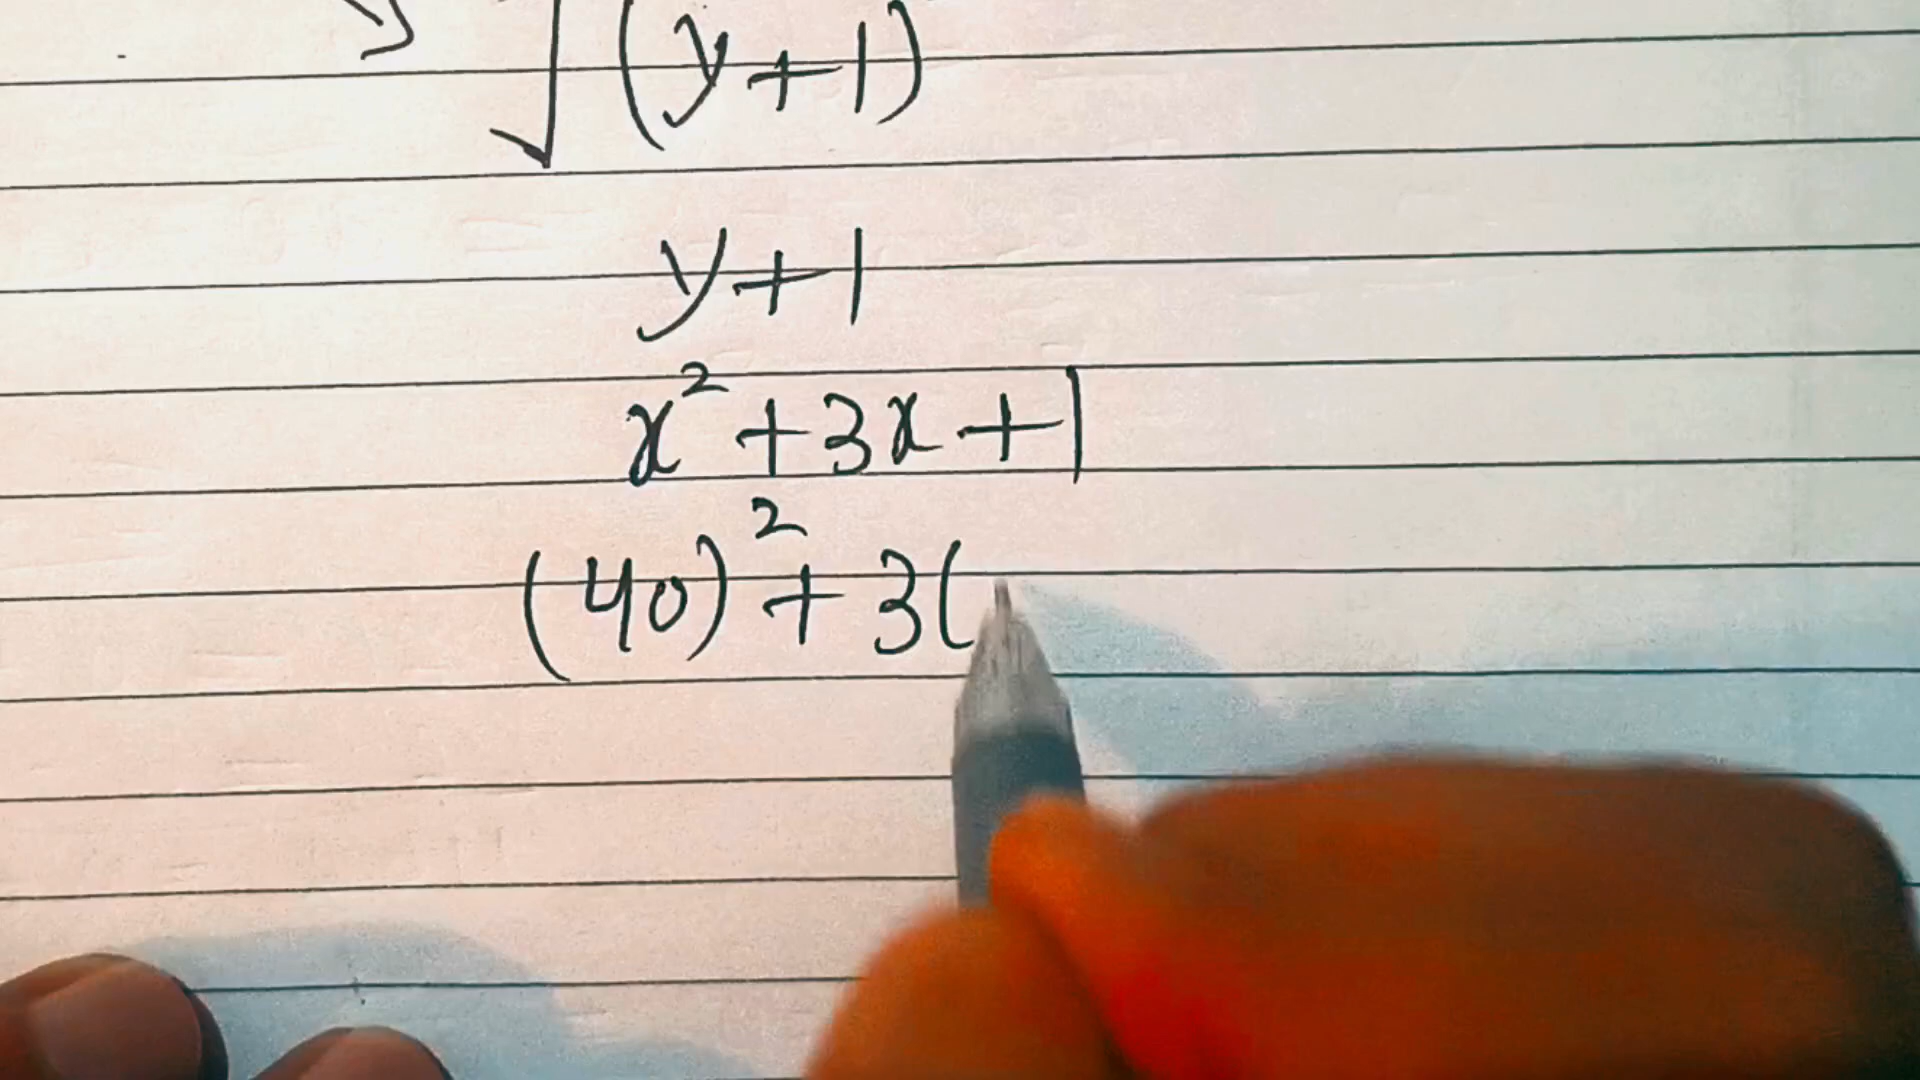 √(y+1)
y+1
x²+3x+1
(40)²+3(